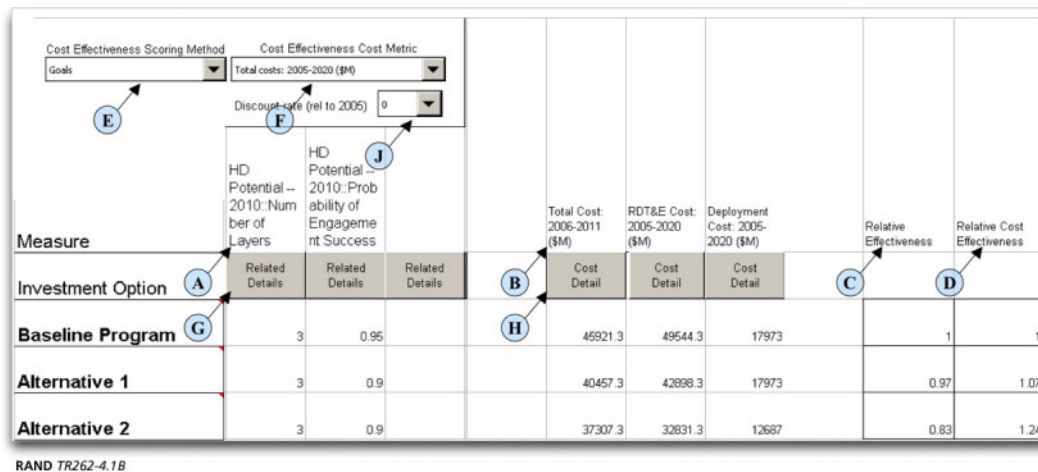 Cost Effectiveness Scoring Method
Cost Effectiveness Cost Metric
Goals
Total costs: 2005-2020 ($M)
Discount rate (rel to 2005)
0
E
F
J
Measure
HD
Potential --
2010::Num
ber of
Layers
HD
Potential --
2010::Prob
ability of
Engageme
nt Success
Total Cost:
2006-2011
($M)
RDT&E Cost:
2005-2020
($M)
Deployment
Cost: 2005-
2020 ($M)
Relative
Effectiveness
Relative Cost
Effectiveness
Investment Option
A
Related
Details
Related
Details
Related
Details
B
Cost
Detail
Cost
Detail
Cost
Detail
C
D
G
H
Baseline Program 3 0.95 45921.3 49544.3 17973 1 1
Alternative 1 3 0.9 40457.3 42898.3 17973 0.97 1.07
Alternative 2 3 0.9 37307.3 32831.3 12687 0.83 1.24
RAND TR262-4.1B